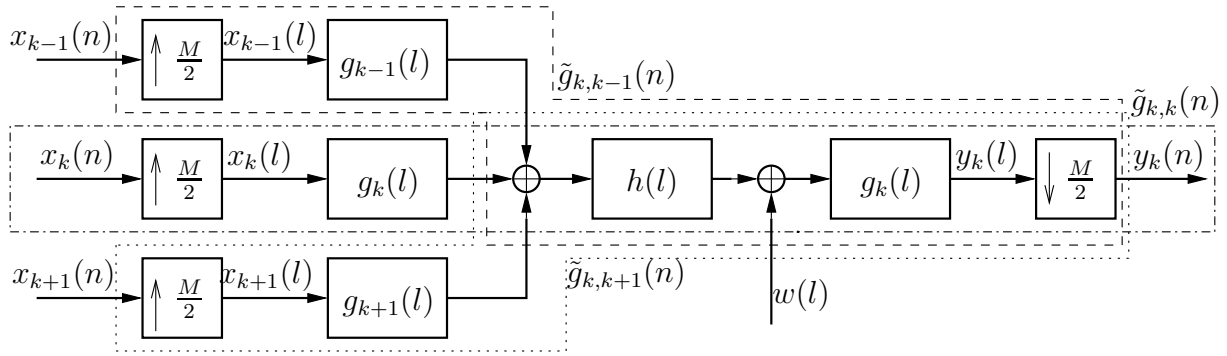 x_{k−1}(n) ↑ M/2 x_{k−1}(l) g_{k−1}(l)
g̃_{k,k−1}(n)
g̃_{k,k}(n)
x_k(n) ↑ M/2 x_k(l) g_k(l) h(l) g_k(l) y_k(l) ↓ M/2 y_k(n)
x_{k+1}(n) ↑ M/2 x_{k+1}(l) g_{k+1}(l)
g̃_{k,k+1}(n)
w(l)